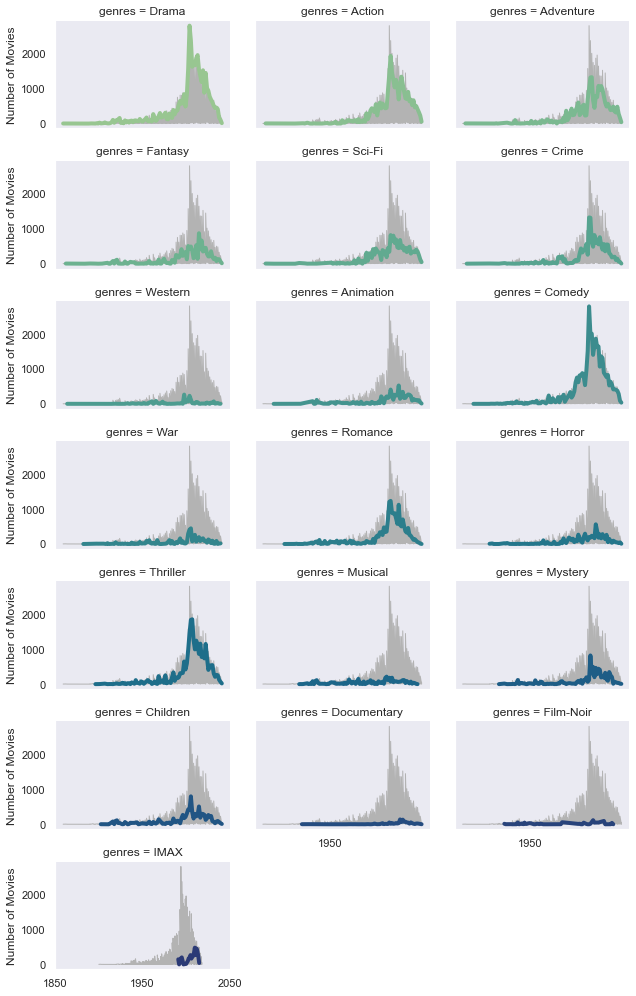 genres = Drama
genres = Action
genres = Adventure
Number of Movies
2000
1000
0
genres = Fantasy
genres = Sci-Fi
genres = Crime
Number of Movies
2000
1000
0
genres = Western
genres = Animation
genres = Comedy
Number of Movies
2000
1000
0
genres = War
genres = Romance
genres = Horror
Number of Movies
2000
1000
0
genres = Thriller
genres = Musical
genres = Mystery
Number of Movies
2000
1000
0
genres = Children
genres = Documentary
genres = Film-Noir
Number of Movies
2000
1000
0
1950
1950
genres = IMAX
Number of Movies
2000
1000
0
1850
1950
2050